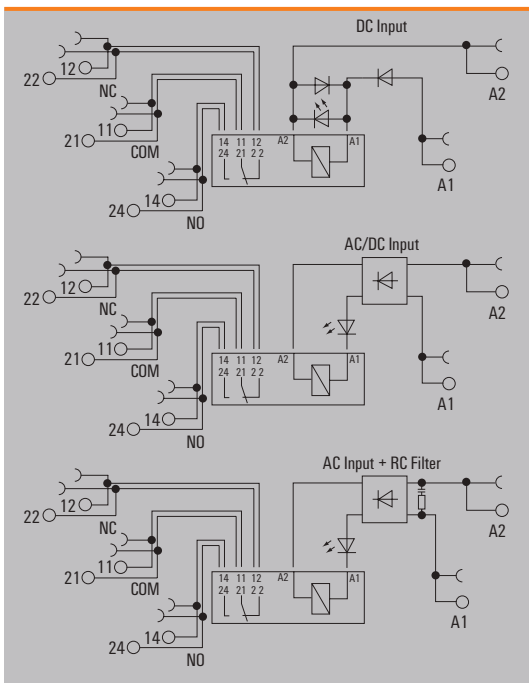 DC Input
12
22
NC
A2
11
21
COM
A1
14 11 12 A2 A1
24 21 22
14
24
NO
AC/DC Input
12
22
NC
A2
11
21
COM
A1
14 11 12 A2 A1
24 21 22
14
24
NO
AC Input + RC Filter
12
22
NC
A2
11
21
COM
A1
14 11 12 A2 A1
24 21 22
14
24
NO